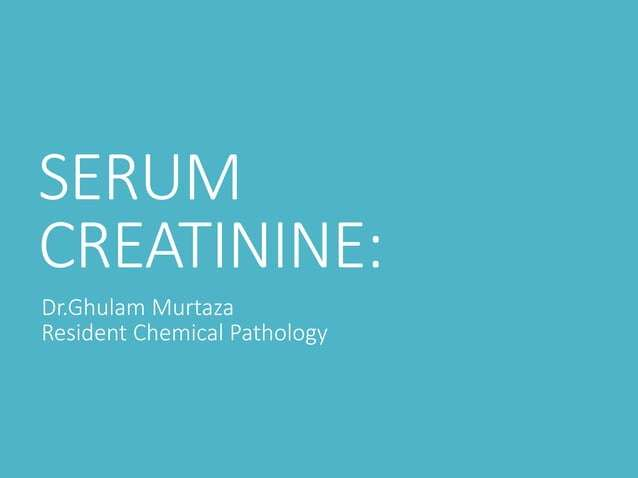 SERUM
CREATININE:
Dr.Ghulam Murtaza
Resident Chemical Pathology